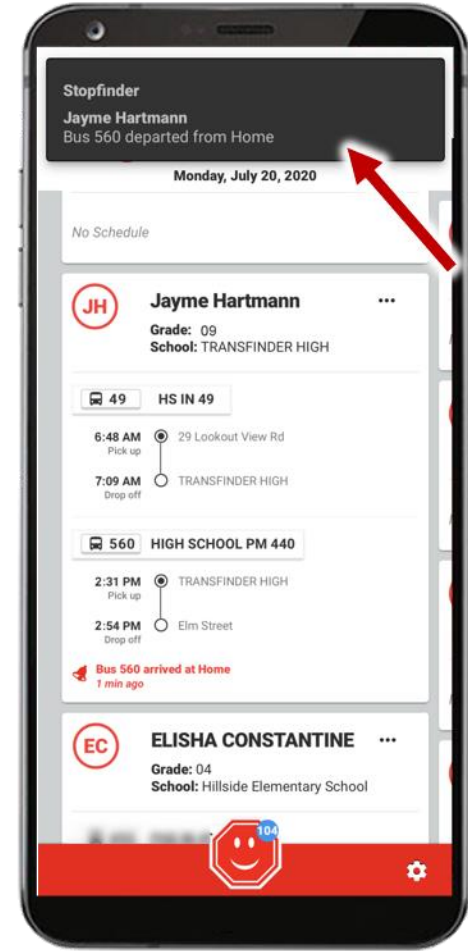 Stopfinder
Jayme Hartmann
Bus 560 departed from Home
Monday, July 20, 2020
No Schedule
JH
Jayme Hartmann
Grade: 09
School: TRANSFINDER HIGH
49 HS IN 49
6:48 AM 29 Lookout View Rd
Pick up
7:09 AM TRANSFINDER HIGH
Drop off
560 HIGH SCHOOL PM 440
2:31 PM TRANSFINDER HIGH
Pick up
2:54 PM Elm Street
Drop off
Bus 560 arrived at Home
1 min ago
EC
ELISHA CONSTANTINE
Grade: 04
School: Hillside Elementary School
104